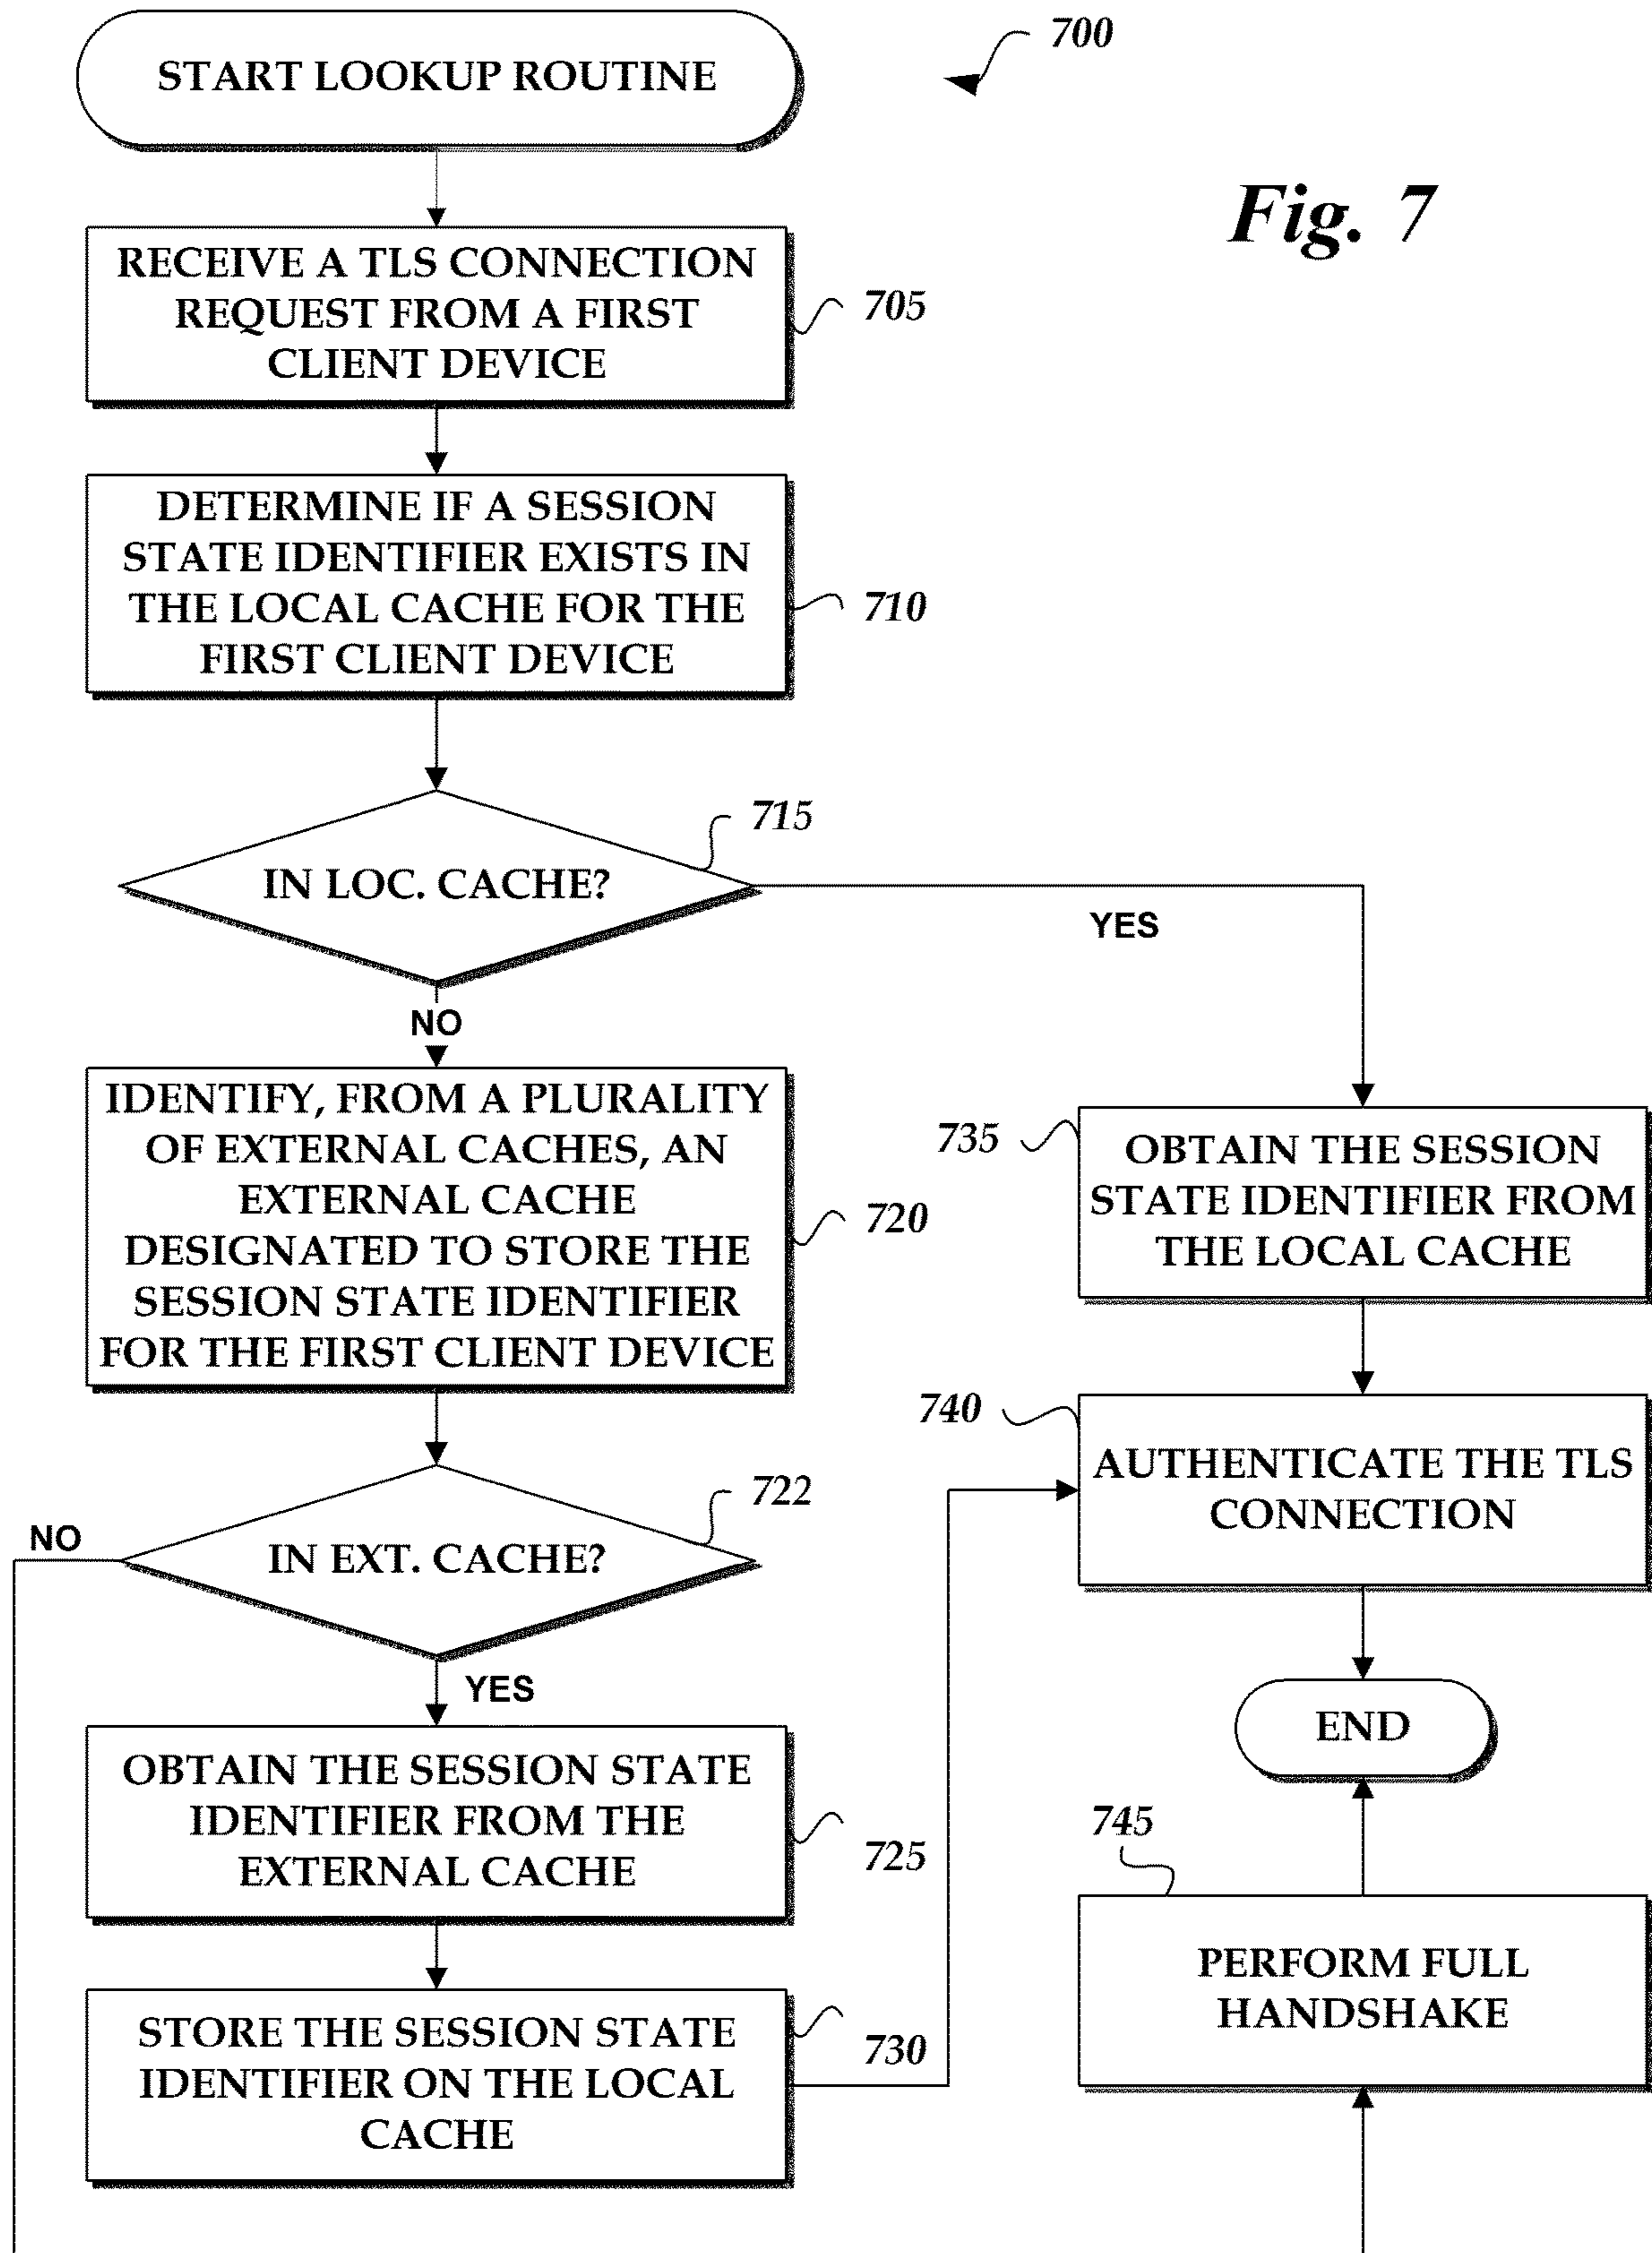 START LOOKUP ROUTINE
700
Fig. 7
RECEIVE A TLS CONNECTION
REQUEST FROM A FIRST
CLIENT DEVICE
705
DETERMINE IF A SESSION
STATE IDENTIFIER EXISTS IN
THE LOCAL CACHE FOR THE
FIRST CLIENT DEVICE
710
IN LOC. CACHE?
715
YES
NO
IDENTIFY, FROM A PLURALITY
OF EXTERNAL CACHES, AN
EXTERNAL CACHE
DESIGNATED TO STORE THE
SESSION STATE IDENTIFIER
FOR THE FIRST CLIENT DEVICE
720
IN EXT. CACHE?
722
NO
YES
OBTAIN THE SESSION STATE
IDENTIFIER FROM THE
EXTERNAL CACHE
725
STORE THE SESSION STATE
IDENTIFIER ON THE LOCAL
CACHE
730
735
OBTAIN THE SESSION
STATE IDENTIFIER FROM
THE LOCAL CACHE
740
AUTHENTICATE THE TLS
CONNECTION
END
745
PERFORM FULL
HANDSHAKE